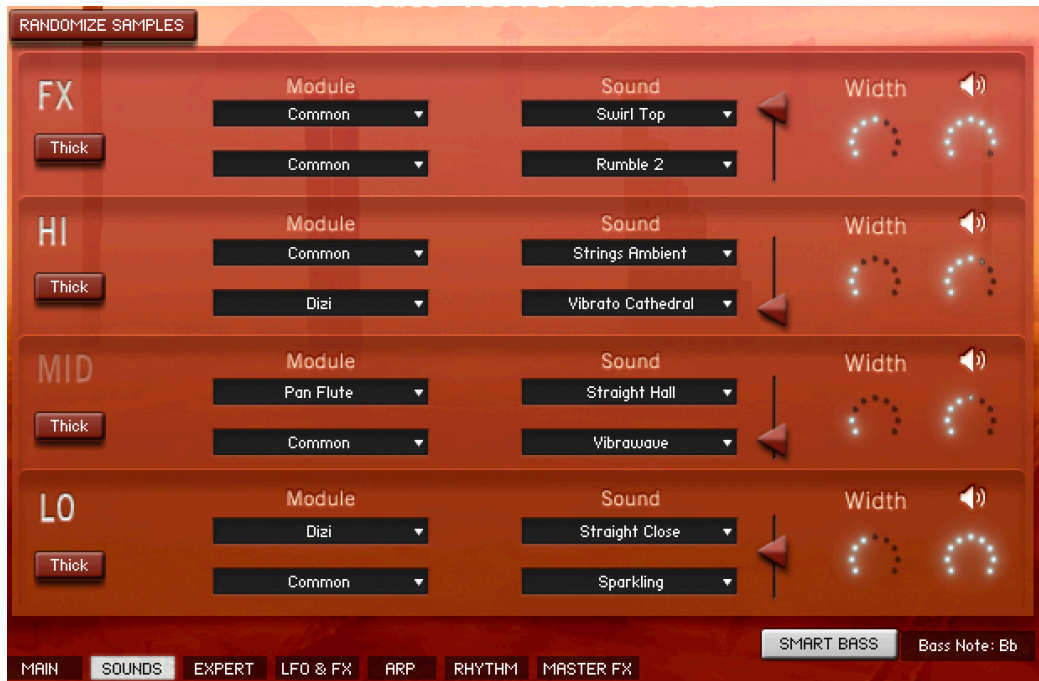 RANDOMIZE SAMPLES
FX
Module
Sound
Width
Common
Swirl Top
Thick
Common
Rumble 2
HI
Module
Sound
Width
Common
Strings Ambient
Thick
Dizi
Vibrato Cathedral
MID
Module
Sound
Width
Pan Flute
Straight Hall
Thick
Common
Vibrawave
LO
Module
Sound
Width
Dizi
Straight Close
Thick
Common
Sparkling
SMART BASS
Bass Note: Bb
MAIN
SOUNDS
EXPERT
LFO & FX
ARP
RHYTHM
MASTER FX